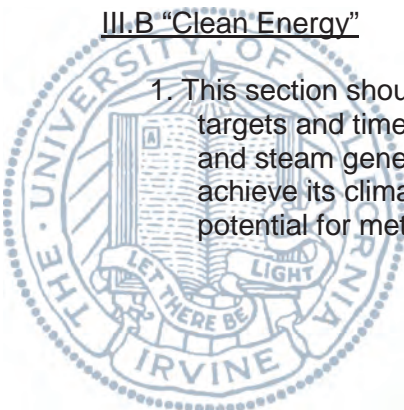 III.B “Clean Energy”
1. This section shou
targets and time
and steam gene
achieve its clima
potential for met
THE · UNIVERSITY · OF · CALIFORNIA
A
LET THERE BE LIGHT
IRVINE